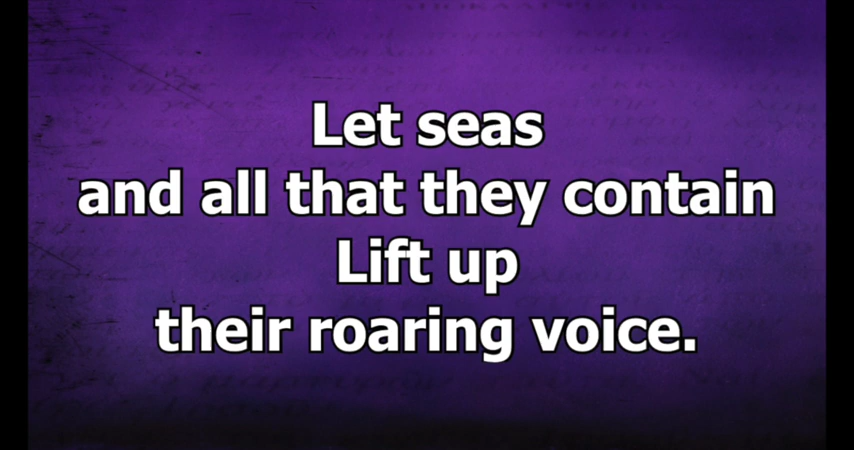 Let seas
and all that they contain
Lift up
their roaring voice.